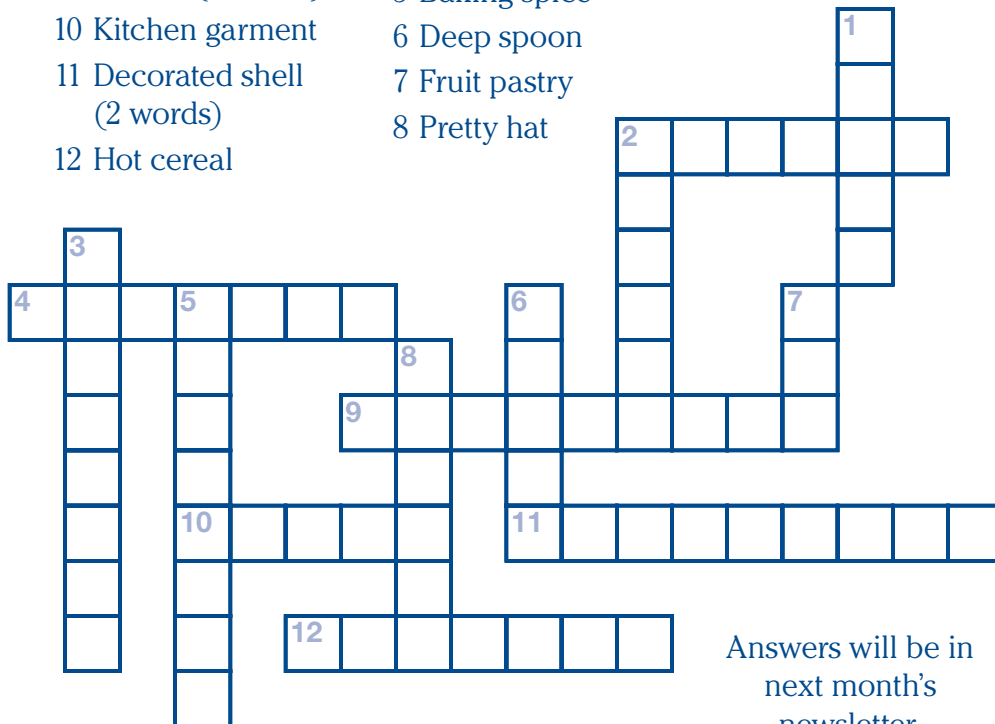 10 Kitchen garment
11 Decorated shell
(2 words)
12 Hot cereal
6 Deep spoon
7 Fruit pastry
8 Pretty hat
1
2
3
4
5
6
7
8
9
10
11
12
Answers will be in
next month's
newsletter